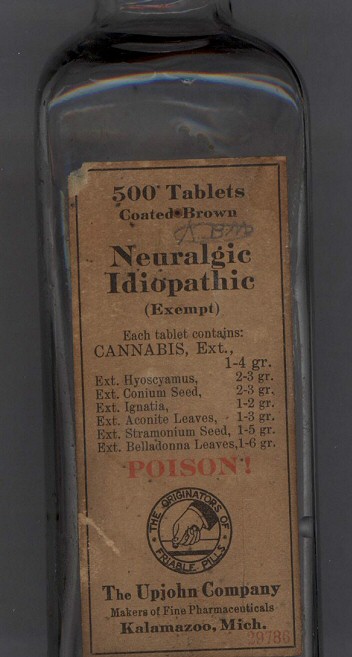 500 Tablets
Coated Brown
Neuralgic
Idiopathic
(Exempt)
Each tablet contains:
CANNABIS, Ext.,
1-4 gr.
Ext. Hyoscyamus, 2-3 gr.
Ext. Conium Seed, 2-3 gr.
Ext. Ignatia, 1-2 gr.
Ext. Aconite Leaves, 1-3 gr.
Ext. Stramonium Seed, 1-5 gr.
Ext. Belladonna Leaves, 1-6 gr.
POISON!
THE ORIGINATORS OF
FRIABLE PILLS
The Upjohn Company
Makers of Fine Pharmaceuticals
Kalamazoo, Mich.
29786